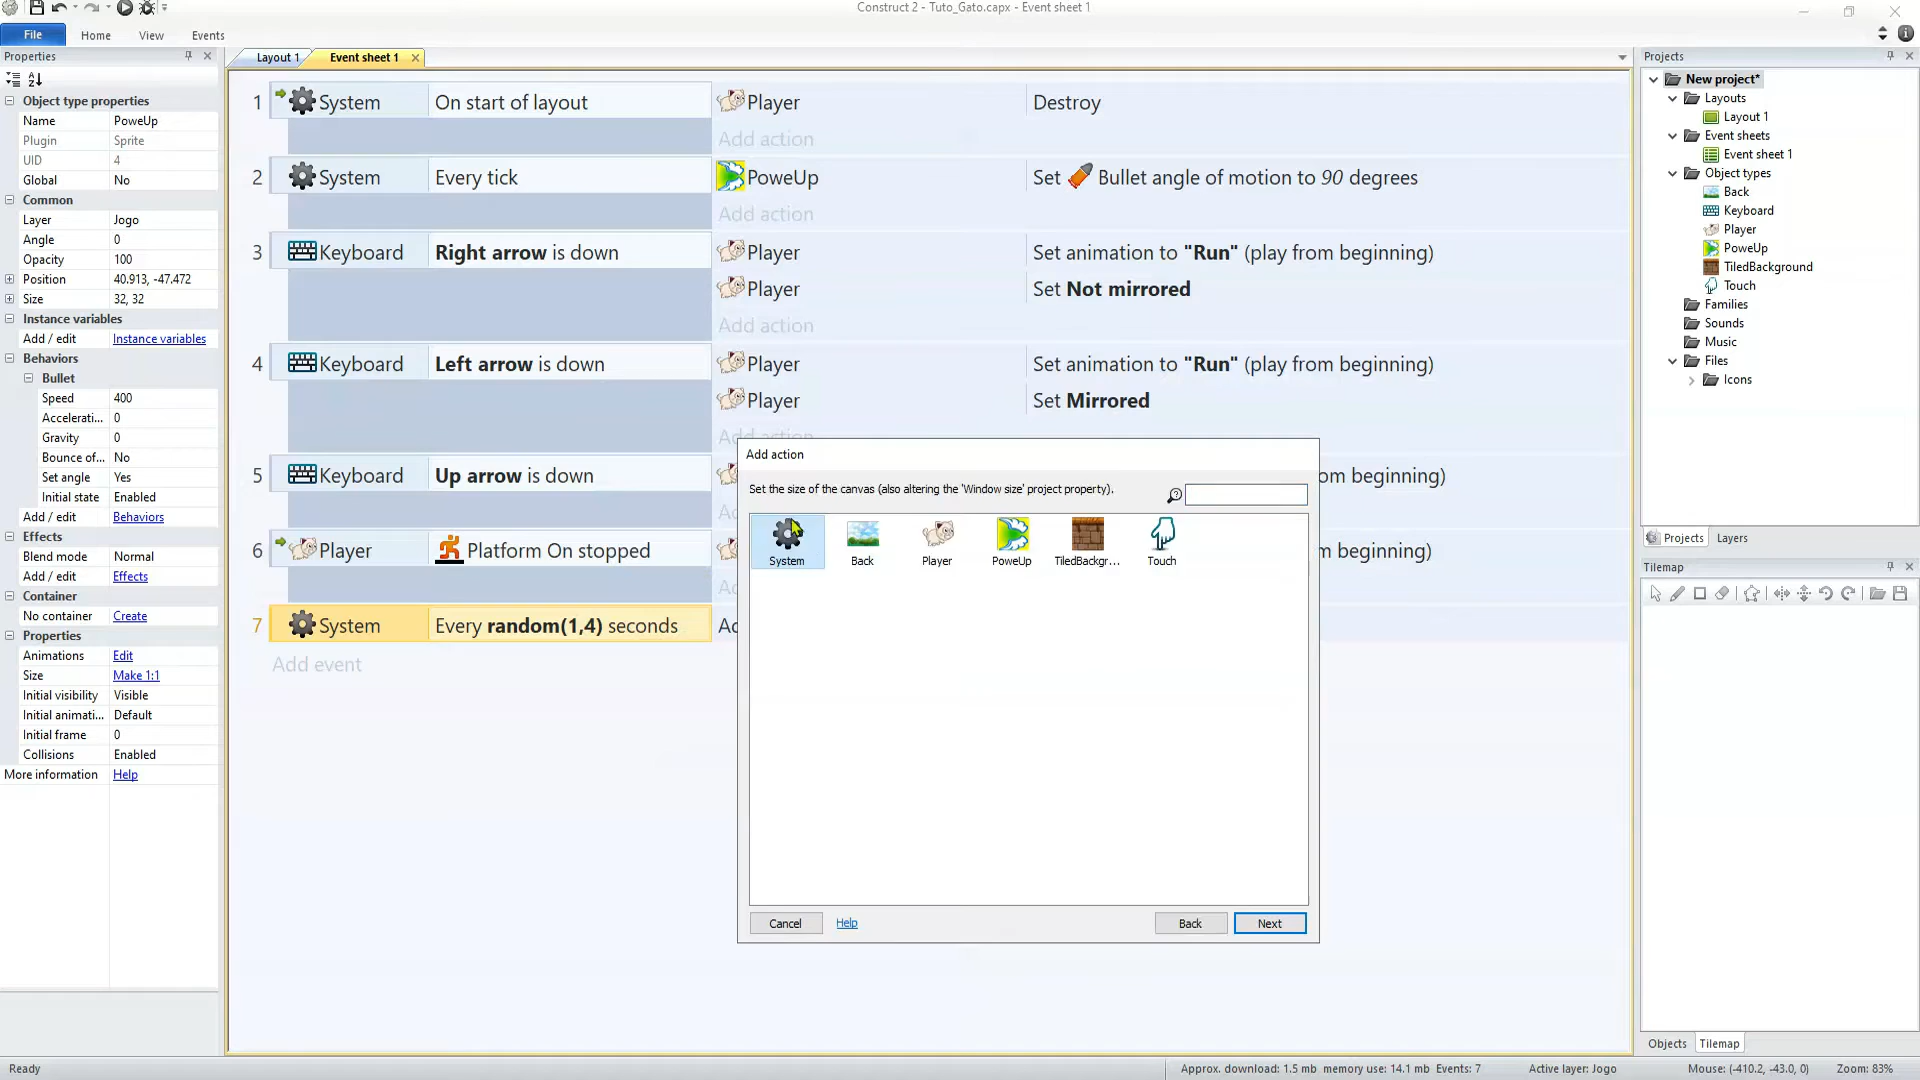 Construct 2 - Tuto_Gato.capx - Event sheet 1
File Home View Events
Properties
Object type properties
Name PoweUp
Plugin Sprite
UID 4
Global No
Common
Layer Jogo
Angle 0
Opacity 100
Position 40.913, -47.472
Size 32, 32
Instance variables
Add / edit Instance variables
Behaviors
Bullet
Speed 400
Accelerati... 0
Gravity 0
Bounce of... No
Set angle Yes
Initial state Enabled
Add / edit Behaviors
Effects
Blend mode Normal
Add / edit Effects
Container
No container Create
Properties
Animations Edit
Size Make 1:1
Initial visibility Visible
Initial animati... Default
Initial frame 0
Collisions Enabled
More information Help
Layout 1 Event sheet 1
1 System On start of layout Player Destroy
Add action
2 System Every tick PoweUp Set Bullet angle of motion to 90 degrees
Add action
3 Keyboard Right arrow is down Player Set animation to "Run" (play from beginning)
Player Set Not mirrored
Add action
4 Keyboard Left arrow is down Player Set animation to "Run" (play from beginning)
Player Set Mirrored
Add action
5 Keyboard Up arrow is down om beginning)
6 Player Platform On stopped m beginning)
7 System Every random(1,4) seconds Ac
Add event
Add action
Set the size of the canvas (also altering the 'Window size' project property).
System Back Player PoweUp TiledBackgr... Touch
Cancel Help Back Next
Projects
New project*
Layouts
Layout 1
Event sheets
Event sheet 1
Object types
Back
Keyboard
Player
PoweUp
TiledBackground
Touch
Families
Sounds
Music
Files
Icons
Projects Layers
Tilemap
Objects Tilemap
Ready Approx. download: 1.5 mb memory use: 14.1 mb Events: 7 Active layer: Jogo Mouse: (-410.2, -43.0, 0) Zoom: 83%